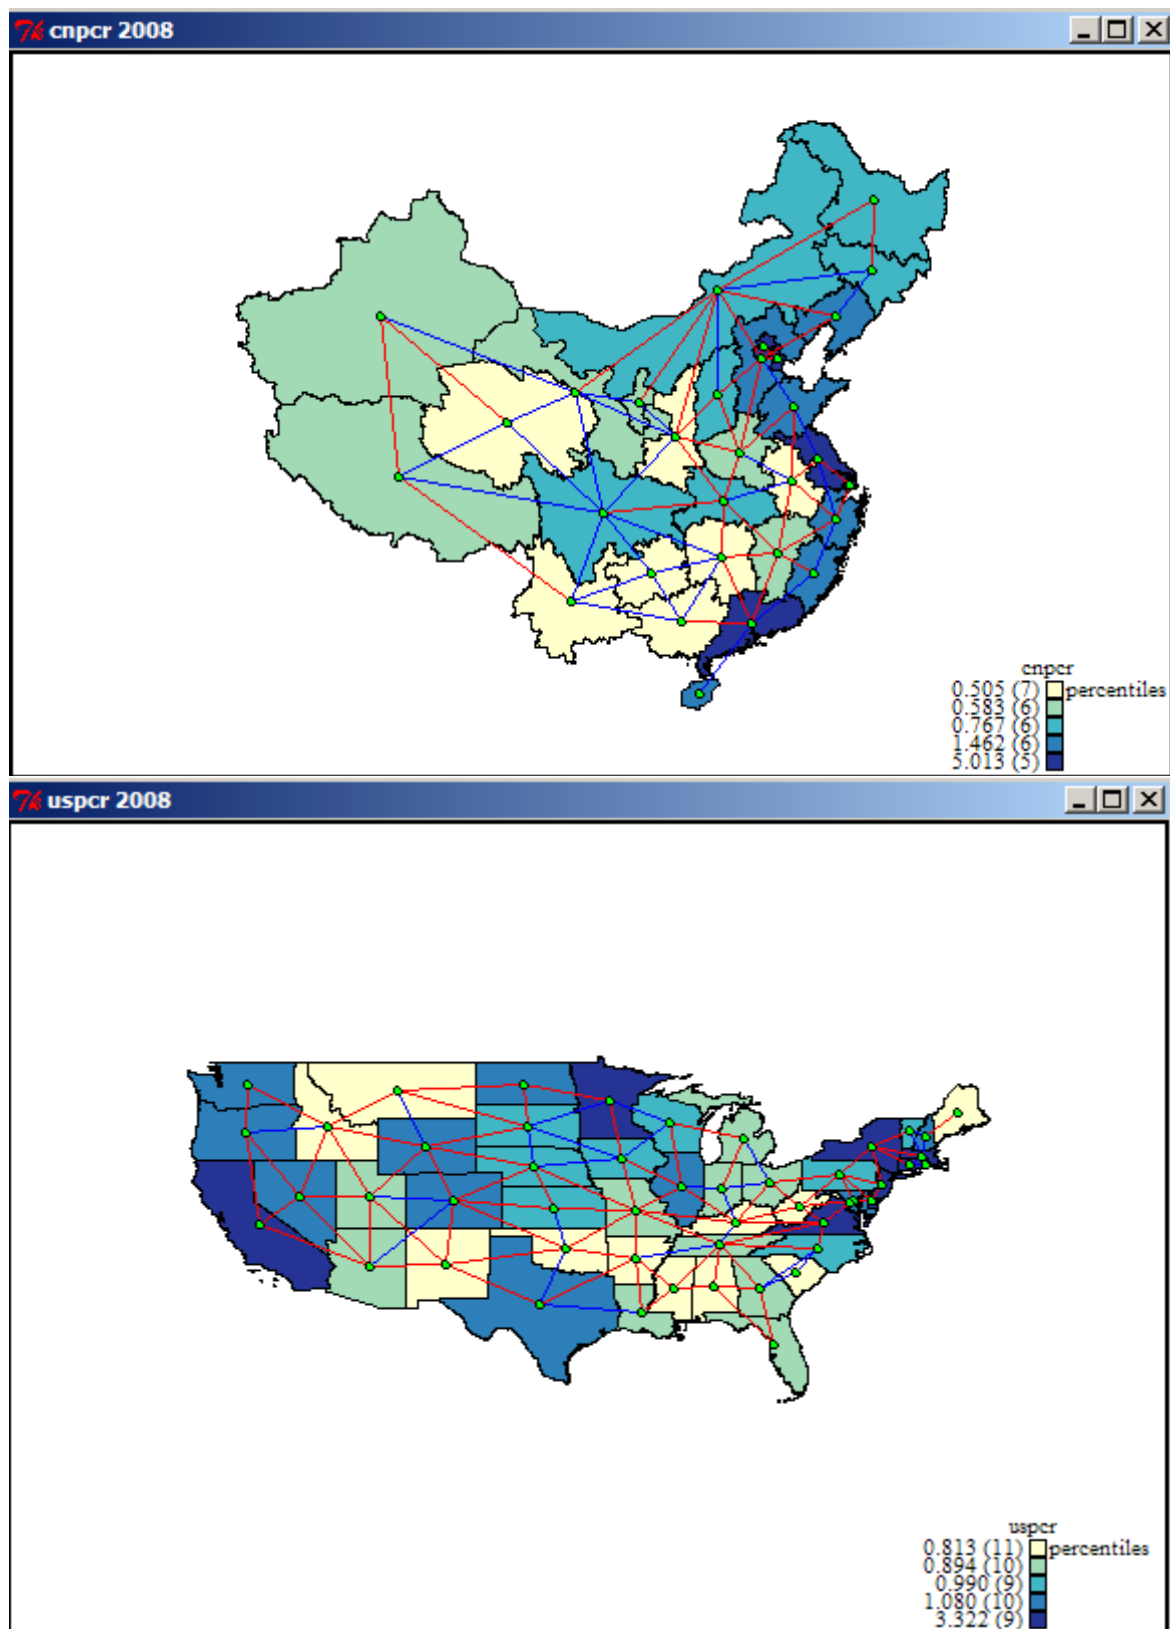 7k cnpcr 2008
cnpcr
0.505 (7) percentiles
0.583 (6)
0.767 (6)
1.462 (6)
5.013 (5)
7k uspcr 2008
uspcr
0.813 (11) percentiles
0.894 (10)
0.990 (9)
1.080 (10)
3.322 (9)